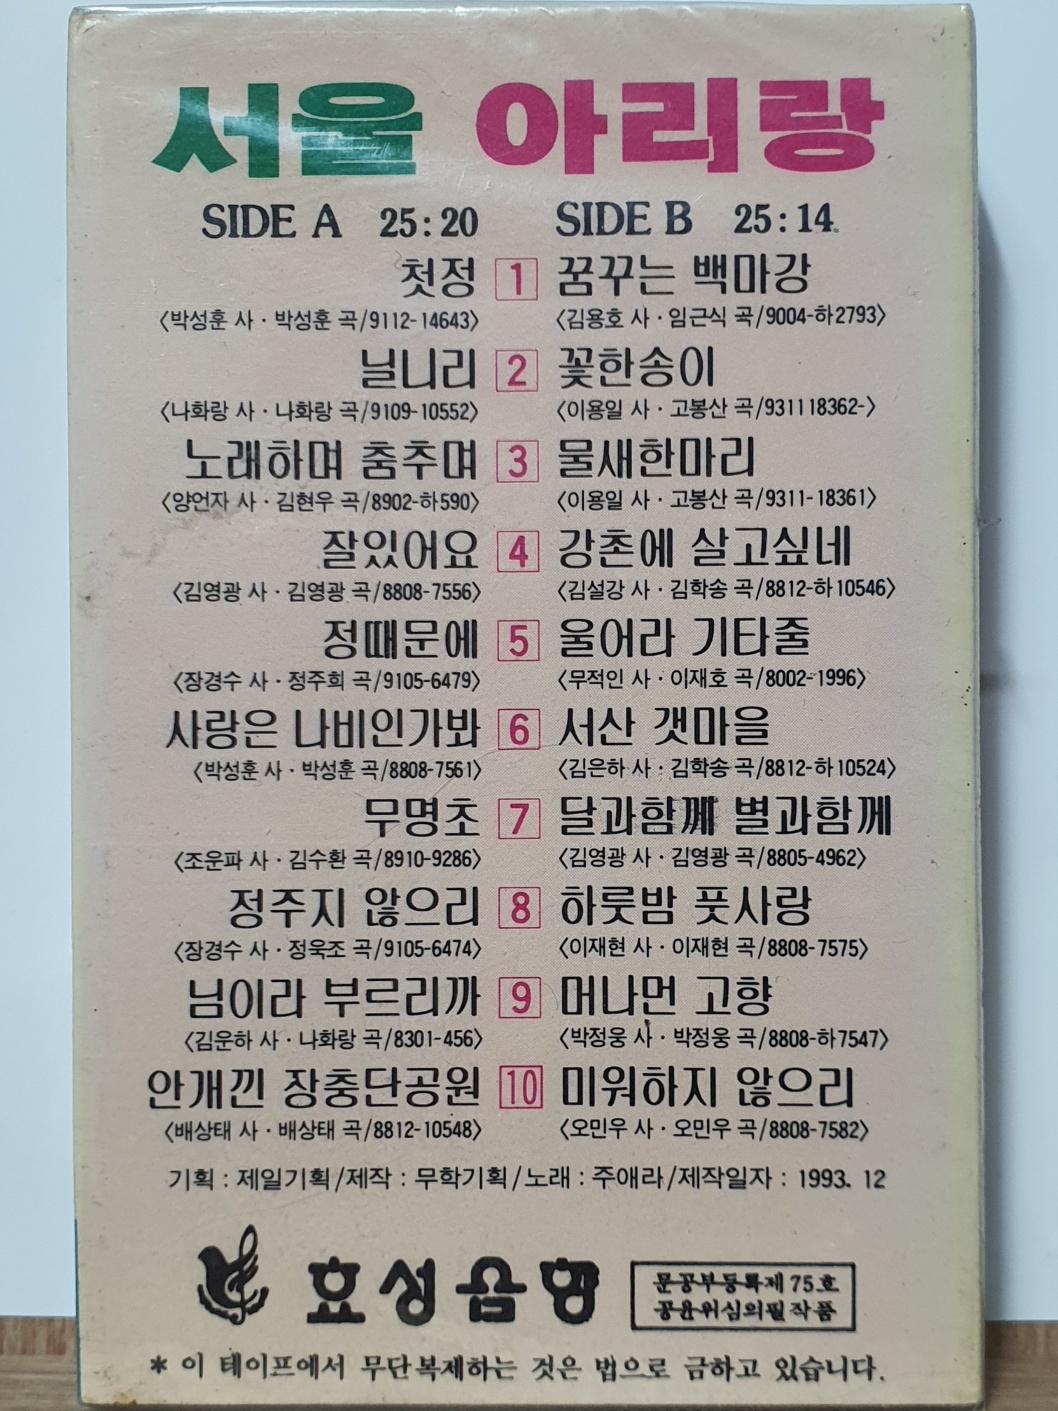 서울 아리랑
SIDE A 25:20 SIDE B 25:14
첫정 1 꿈꾸는 백마강
〈박성훈 사·박성훈 곡/9112-14643〉 〈김용호 사·임근식 곡/9004-하2793〉
닐니리 2 꽃한송이
〈나화랑 사·나화랑 곡/9109-10552〉 〈이용일 사·고봉산 곡/931118362-〉
노래하며 춤추며 3 물새한마리
〈양언자 사·김현우 곡/8902-하590〉 〈이용일 사·고봉산 곡/9311-18361〉
잘있어요 4 강촌에 살고싶네
〈김영광 사·김영광 곡/8808-7556〉 〈김설강 사·김학송 곡/8812-하10546〉
정때문에 5 울어라 기타줄
〈장경수 사·정주희 곡/9105-6479〉 〈무적인 사·이재호 곡/8002-1996〉
사랑은 나비인가봐 6 서산 갯마을
〈박성훈 사·박성훈 곡/8808-7561〉 〈김은하 사·김학송 곡/8812-하10524〉
무명초 7 달과함께 별과함께
〈조운파 사·김수환 곡/8910-9286〉 〈김영광 사·김영광 곡/8805-4962〉
정주지 않으리 8 하룻밤 풋사랑
〈장경수 사·정욱조 곡/9105-6474〉 〈이재현 사·이재현 곡/8808-7575〉
님이라 부르리까 9 머나먼 고향
〈김운하 사·나화랑 곡/8301-456〉 〈박정웅 사·박정웅 곡/8808-하7547〉
안개낀 장충단공원 10 미워하지 않으리
〈배상태 사·배상태 곡/8812-10548〉 〈오민우 사·오민우 곡/8808-7582〉
기획:제일기획/제작:무학기획/노래:주애라/제작일자:1993. 12
효성음향 문공부등록제75호
공윤위심의필작품
* 이 테이프에서 무단복제하는 것은 법으로 금하고 있습니다.